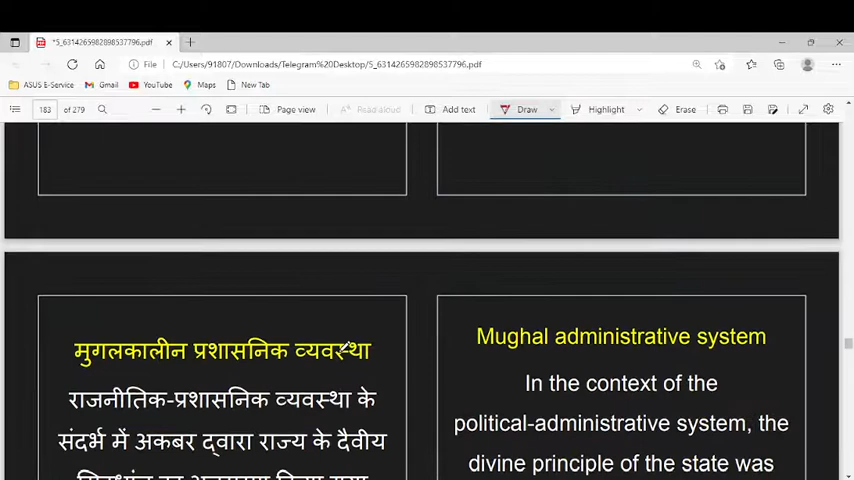 *5_6314265982898537796.pdf
File
C:/Users/91807/Downloads/Telegram%20Desktop/5_6314265982898537796.pdf
ASUS E-Service
Gmail
YouTube
Maps
New Tab
183 of 279
Page view
Read aloud
Add text
Draw
Highlight
Erase
मुगलकालीन प्रशासनिक व्यवस्था
राजनीतिक-प्रशासनिक व्यवस्था के
संदर्भ में अकबर द्वारा राज्य के दैवीय
सिद्धांत का अनुसरण किया गया
Mughal administrative system
In the context of the
political-administrative system, the
divine principle of the state was